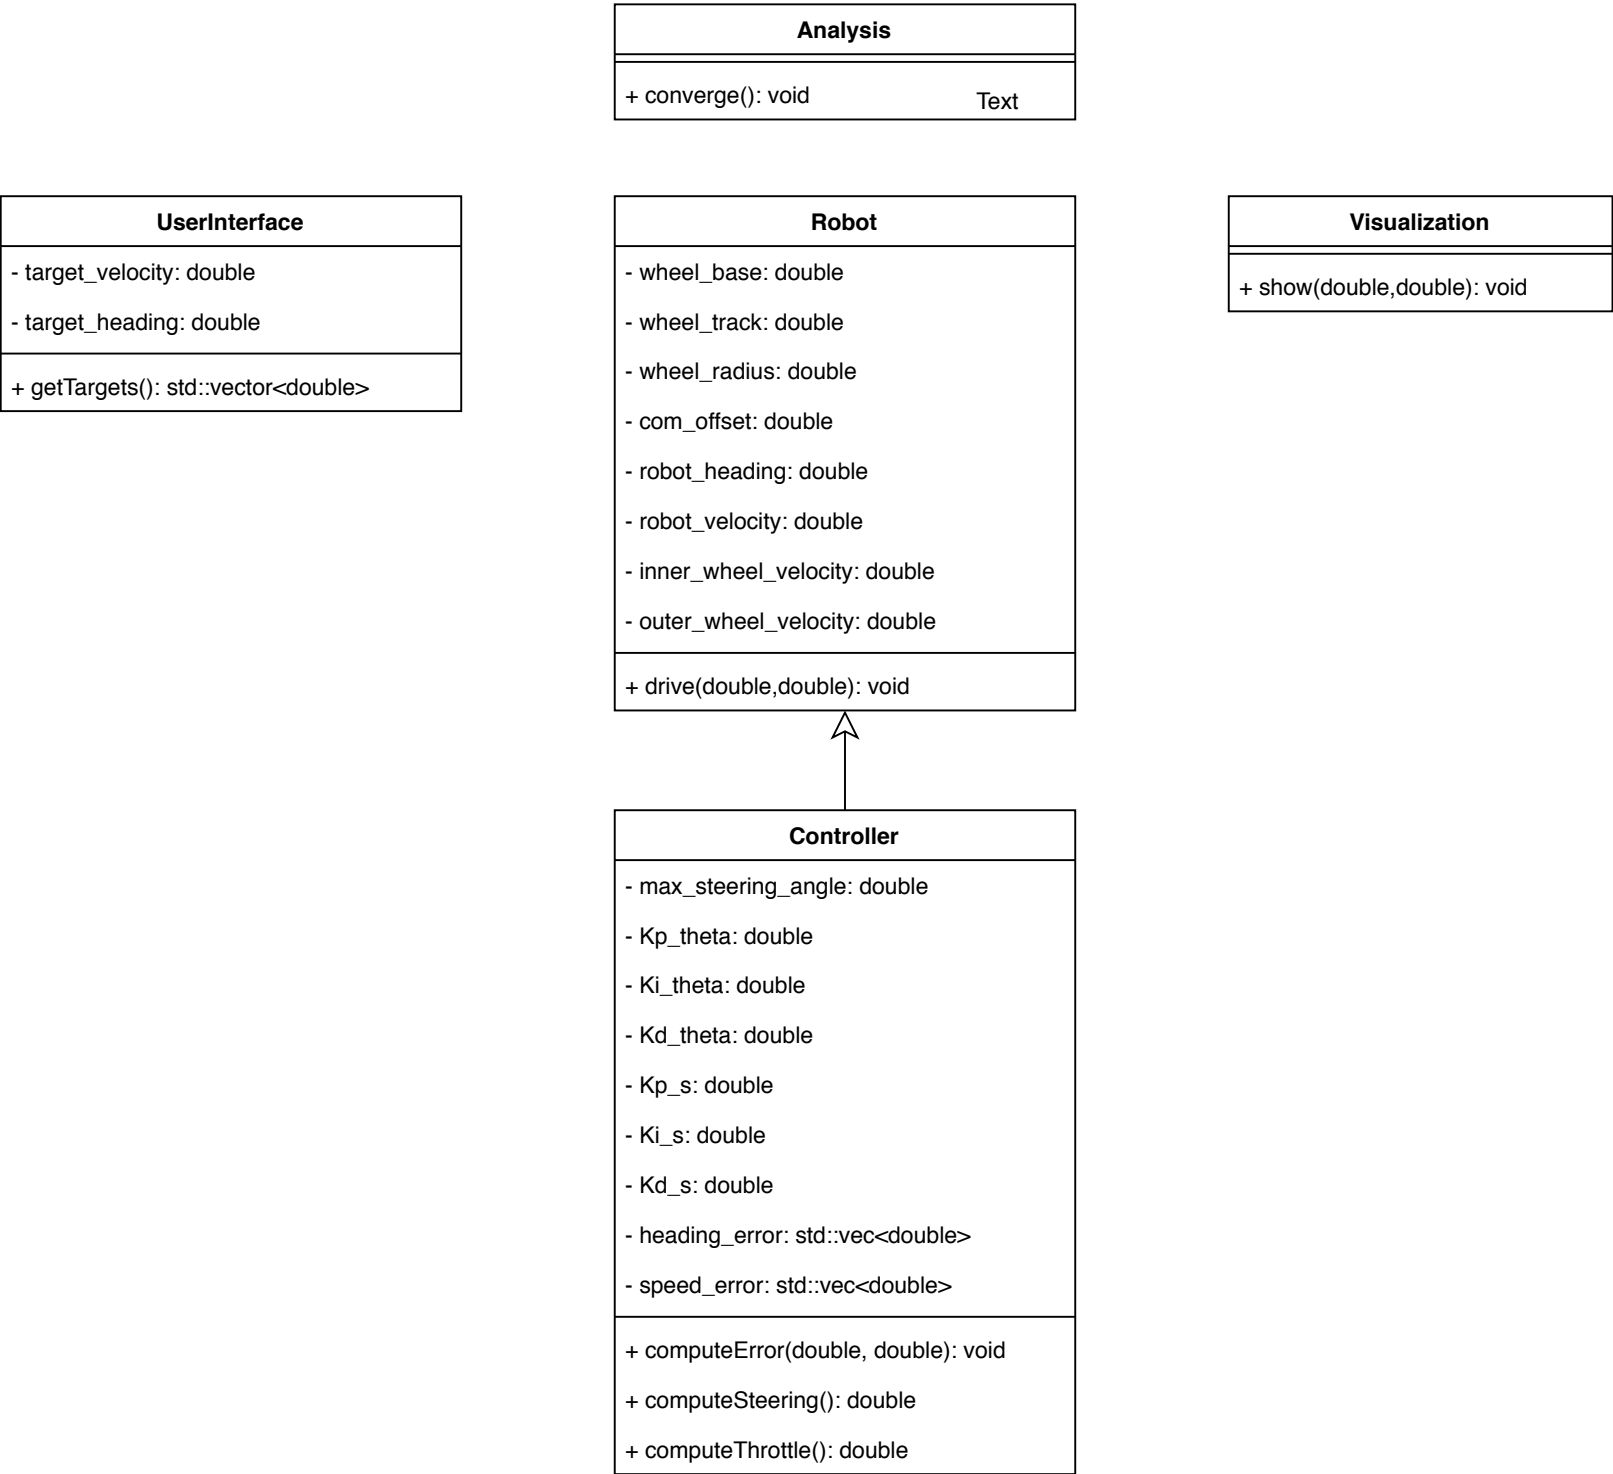 Analysis
+ converge(): void
Text
UserInterface
- target_velocity: double
- target_heading: double
+ getTargets(): std::vector<double>
Robot
- wheel_base: double
- wheel_track: double
- wheel_radius: double
- com_offset: double
- robot_heading: double
- robot_velocity: double
- inner_wheel_velocity: double
- outer_wheel_velocity: double
+ drive(double,double): void
Visualization
+ show(double,double): void
Controller
- max_steering_angle: double
- Kp_theta: double
- Ki_theta: double
- Kd_theta: double
- Kp_s: double
- Ki_s: double
- Kd_s: double
- heading_error: std::vec<double>
- speed_error: std::vec<double>
+ computeError(double, double): void
+ computeSteering(): double
+ computeThrottle(): double